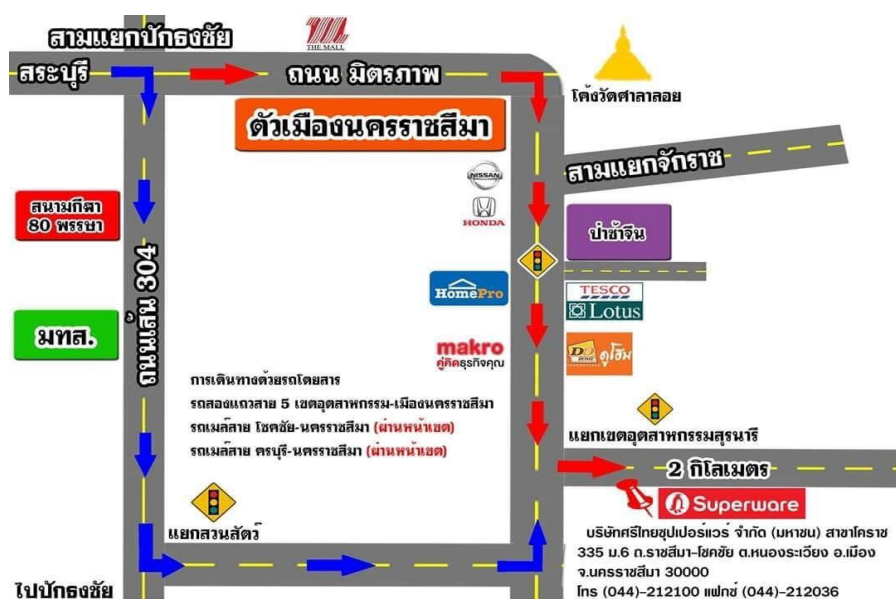 สามแยกปักธงชัย
THE MALL
สระบุรี
ถนน มิตรภาพ
โค้งวัดศาลาลอย
ตัวเมืองนครราชสีมา
สามแยกจักราช
NISSAN
HONDA
สนามกีฬา
80 พรรษา
ป่าช้าจีน
ถนนเส้น 304
HomePro
TESCO
Lotus
มทส.
makro
คู่คิดธุรกิจคุณ
DO HOME ดูโฮม
การเดินทางด้วยรถโดยสาร
รถสองแถวสาย 5 เขตอุตสาหกรรม-เมืองนครราชสีมา
รถเมล์สาย โชคชัย-นครราชสีมา (ผ่านหน้าเขต)
รถเมล์สาย ครบุรี-นครราชสีมา (ผ่านหน้าเขต)
แยกเขตอุตสาหกรรมสุรนารี
2 กิโลเมตร
Superware
แยกสวนสัตว์
บริษัทศรีไทยซุปเปอร์แวร์ จำกัด (มหาชน) สาขาโคราช
335 ม.6 ถ.ราชสีมา-โชคชัย ต.หนองระเวียง อ.เมือง
จ.นครราชสีมา 30000
โทร (044)-212100 แฟกซ์ (044)-212036
ไปปักธงชัย